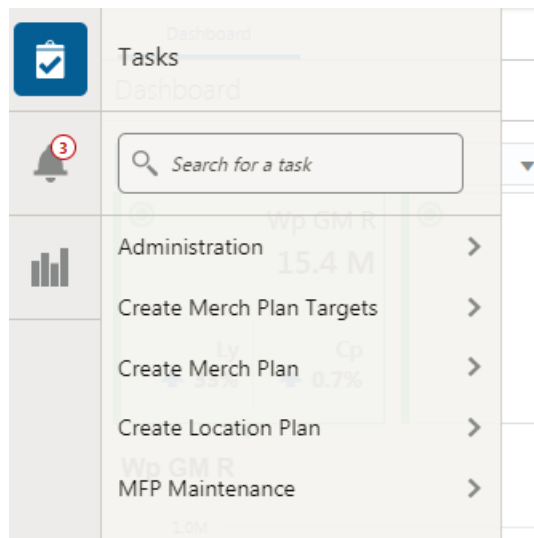 Dashboard
Tasks
Dashboard
3
Search for a task
Wp GM R
Administration
15.4 M
Create Merch Plan Targets
Ly
Cp
Create Merch Plan
33%
0.7%
Create Location Plan
Wp GM R
MFP Maintenance
1.0M